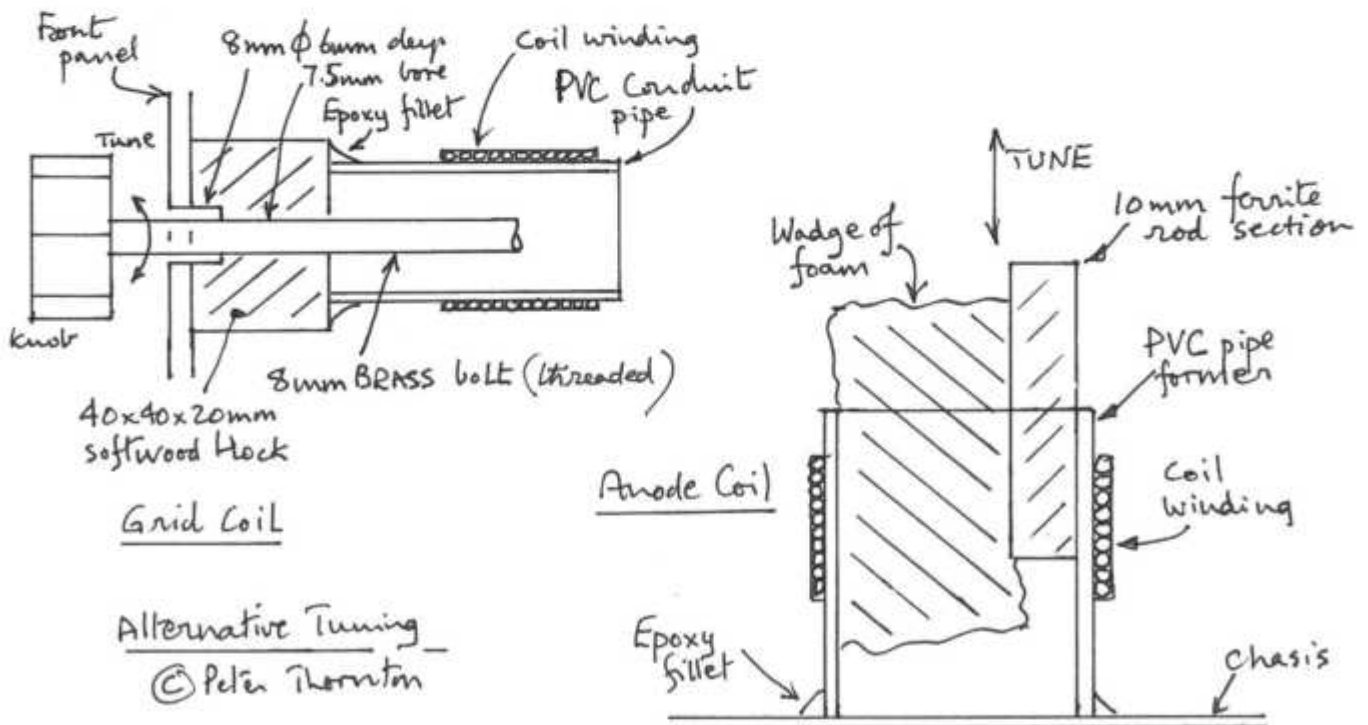 Front
panel
8mm ϕ 6mm deep
7.5mm bore
Epoxy fillet
Coil winding
PVC Conduit
pipe
Tune
Knob
8mm BRASS bolt (threaded)
40x40x20mm
softwood block
Grid Coil
Alternative Tuning
© Peter Thornton
TUNE
10mm ferrite
rod section
Wadge of
foam
PVC pipe
former
Anode Coil
Coil
winding
Epoxy
fillet
Chasis